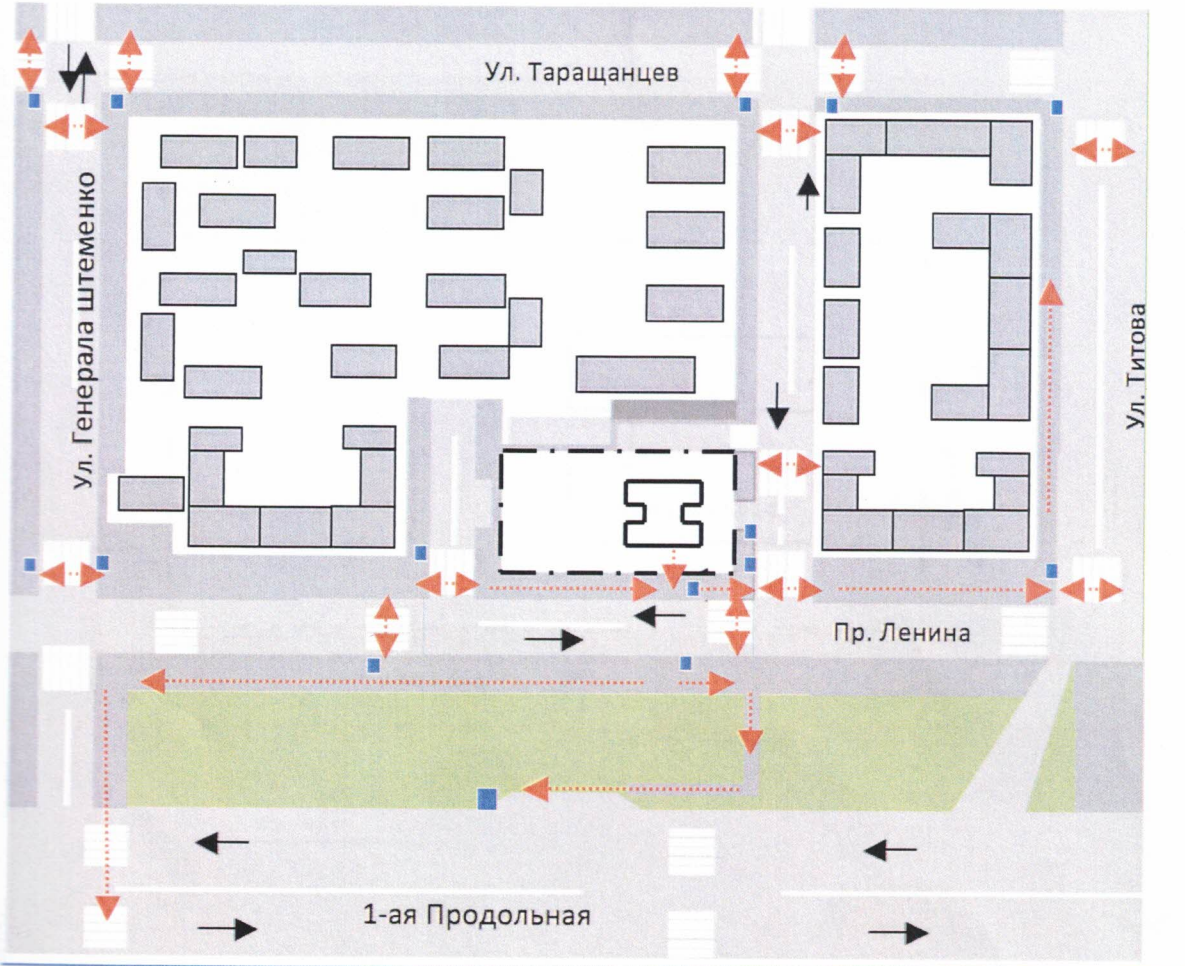 Ул. Таращанцев
Ул. Генерала штеменко
Ул. Титова
Пр. Ленина
1-ая Продольная